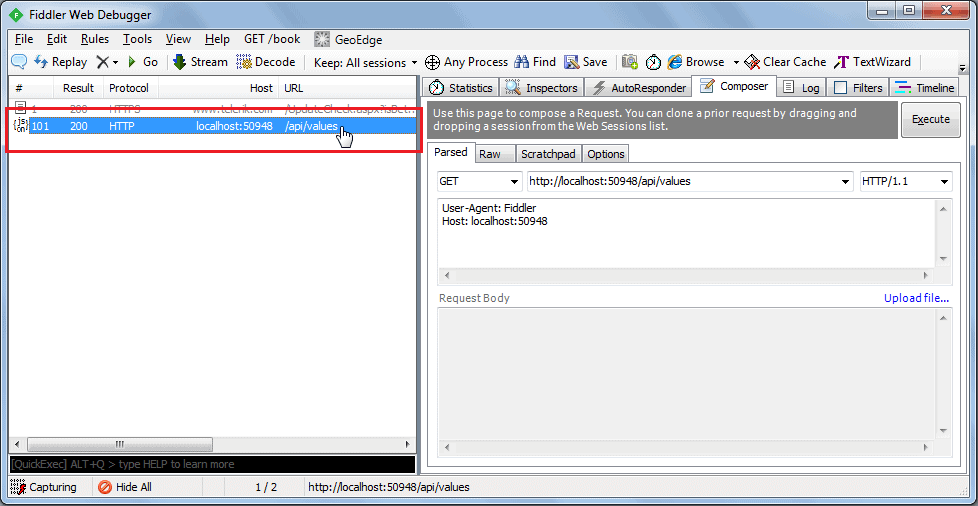 Fiddler Web Debugger
File Edit Rules Tools View Help GET /book GeoEdge
Replay Go Stream Decode Keep: All sessions Any Process Find Save Browse Clear Cache TextWizard
# Result Protocol Host URL
1 200 HTTPS www.telerik.com /UpdateCheck.aspx?isBet...
101 200 HTTP localhost:50948 /api/values
Statistics Inspectors AutoResponder Composer Log Filters Timeline
Use this page to compose a Request. You can clone a prior request by dragging and
dropping a session from the Web Sessions list.
Execute
Parsed Raw Scratchpad Options
GET http://localhost:50948/api/values HTTP/1.1
User-Agent: Fiddler
Host: localhost:50948
Request Body Upload file...
[QuickExec] ALT+Q > type HELP to learn more
Capturing Hide All 1 / 2 http://localhost:50948/api/values